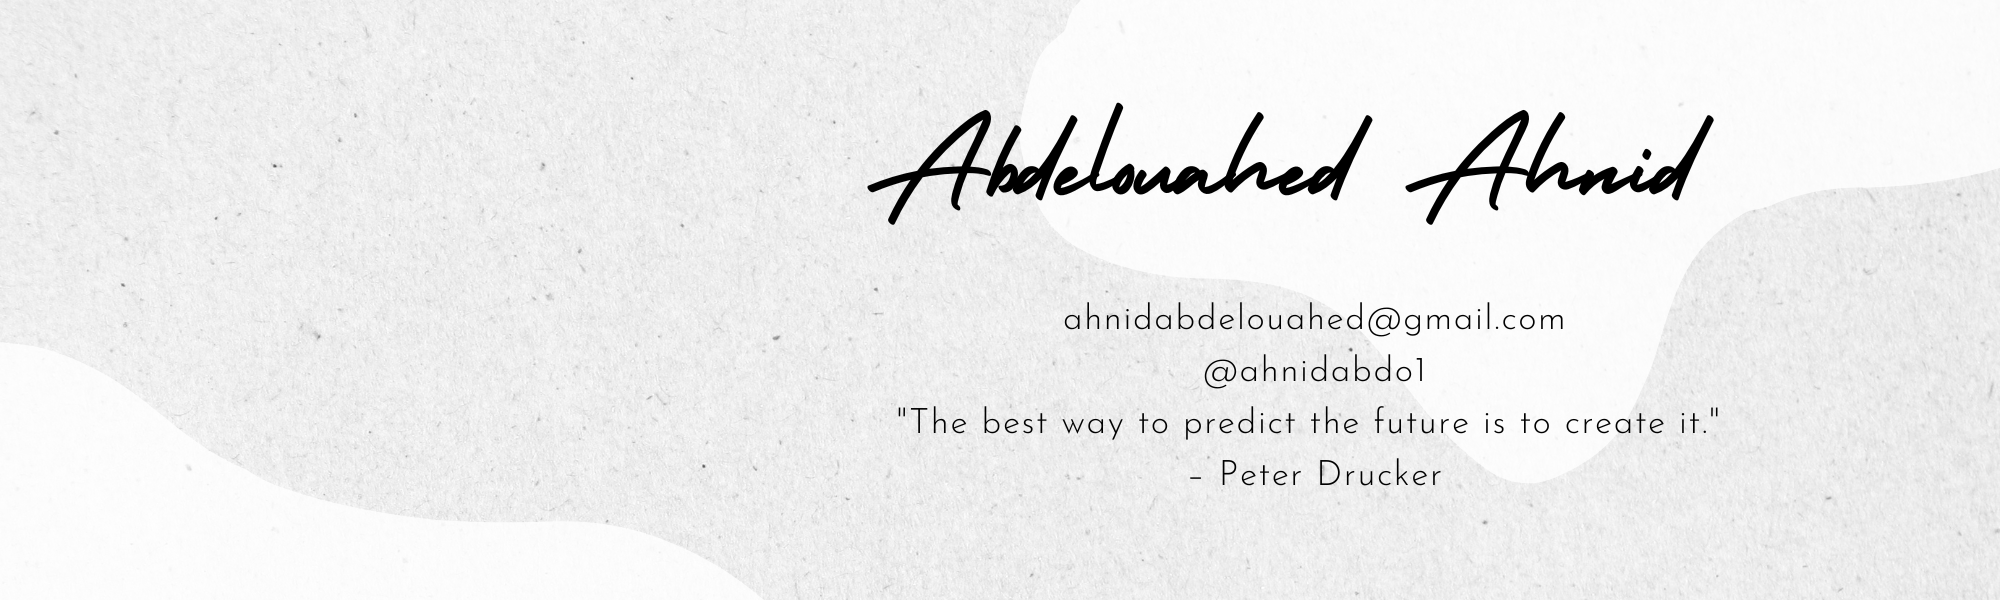 Abdelouahed Ahnid
ahnidabdelouahed@gmail.com
@ahnidabdo1
"The best way to predict the future is to create it."
– Peter Drucker